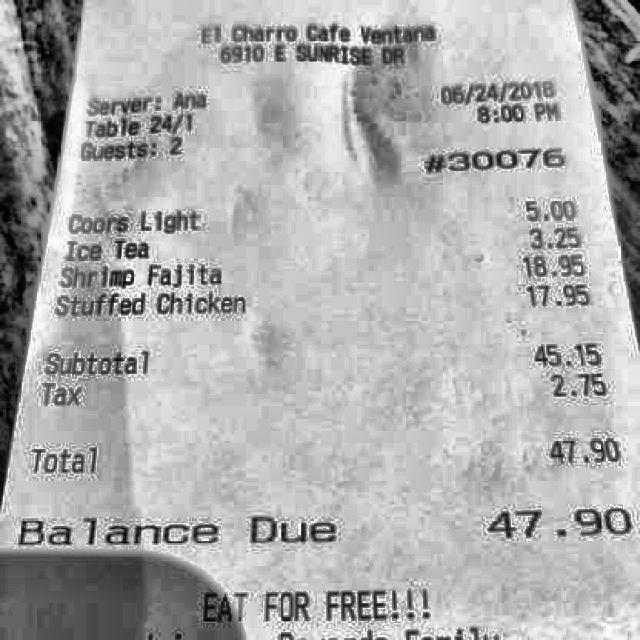 El Charro Cafe Ventana
6910 E SUNRISE DR
Server: Ana 06/24/2018
Table 24/1 8:00 PM
Guests: 2
#30076
Coors Light 5.00
Ice Tea 3.25
Shrimp Fajita 18.95
Stuffed Chicken 17.95
Subtotal 45.15
Tax 2.75
Total 47.90
Balance Due 47.90
EAT FOR FREE!!!
Rewards Family